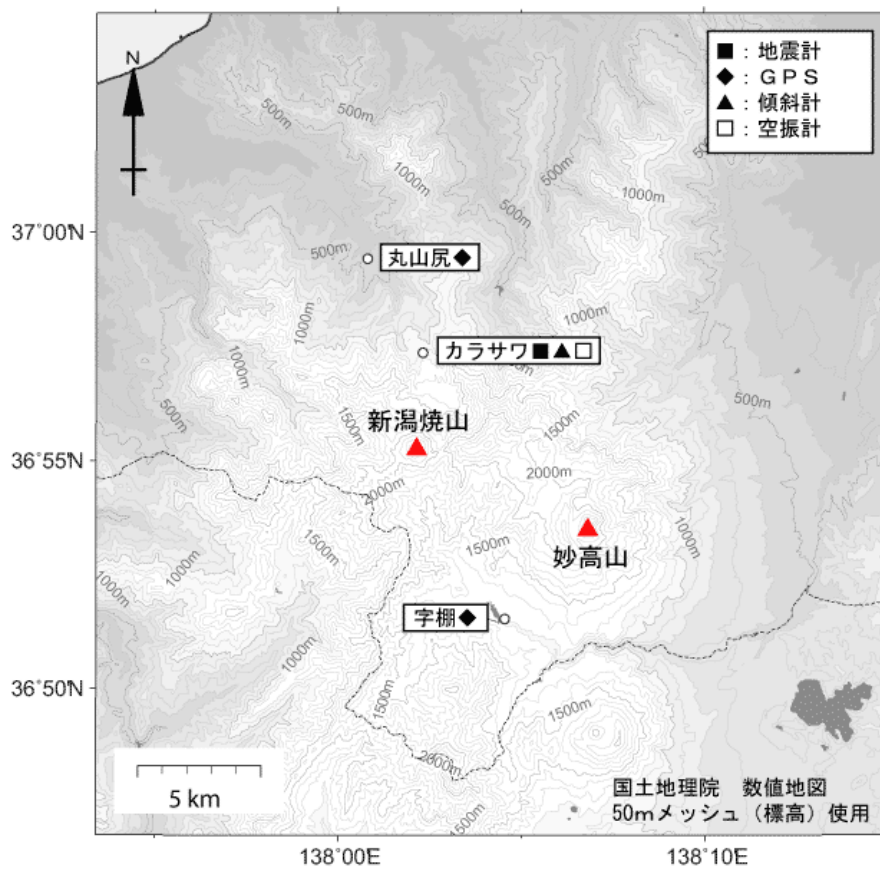 N
■：地震計
◆：ＧＰＳ
▲：傾斜計
□：空振計
500m
500m
1000m
500m
1000m
500m
37°00′N
500m
丸山尻◆
1000m
1000m
カラサワ■▲□
1000m
500m
500m
新潟焼山
1500m
1500m
36°55′N
2000m
2000m
1000m
1500m
1500m
妙高山
1000m
1000m
字棚◆
1000m
36°50′N
1500m
1500m
2000m
5 km
国土地理院　数値地図
50mメッシュ（標高）使用
1500m
138°00′E
138°10′E